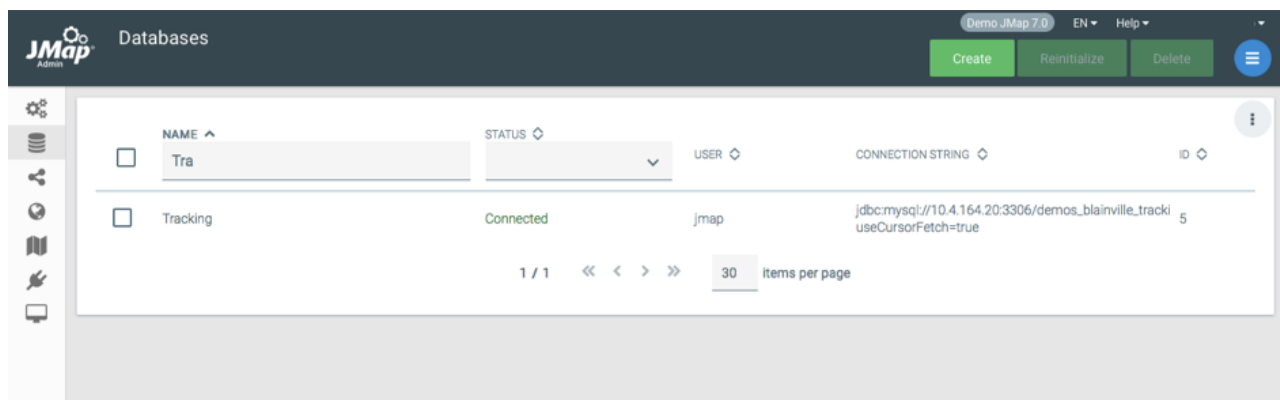 Demo JMap 7.0 EN Help
JMap Admin
Databases
Create Reinitialize Delete
NAME STATUS USER CONNECTION STRING ID
Tra
Tracking Connected jmap jdbc:mysql://10.4.164.20:3306/demos_blainville_tracki 5
useCursorFetch=true
1 / 1 30 items per page